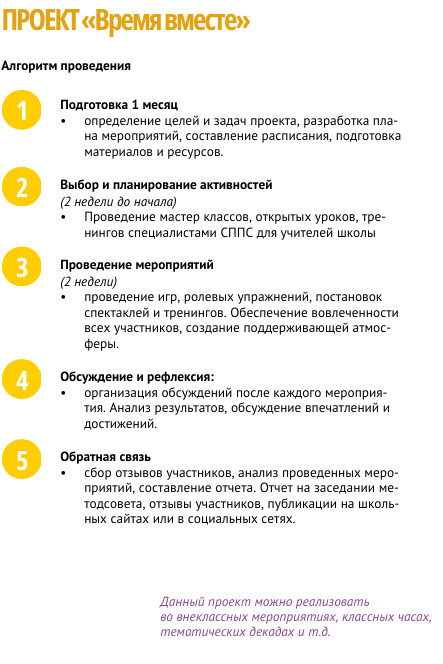 ПРОЕКТ «Время вместе»
Алгоритм проведения
1
Подготовка 1 месяц
• определение целей и задач проекта, разработка пла-
на мероприятий, составление расписания, подготовка
материалов и ресурсов.
2
Выбор и планирование активностей
(2 недели до начала)
• Проведение мастер классов, открытых уроков, тре-
нингов специалистами СППС для учителей школы
3
Проведение мероприятий
(2 недели)
• проведение игр, ролевых упражнений, постановок
спектаклей и тренингов. Обеспечение вовлеченности
всех участников, создание поддерживающей атмос-
феры.
4
Обсуждение и рефлексия:
• организация обсуждений после каждого мероприя-
тия. Анализ результатов, обсуждение впечатлений и
достижений.
5
Обратная связь
• сбор отзывов участников, анализ проведенных меро-
приятий, составление отчета. Отчет на заседании ме-
тодсовета, отзывы участников, публикации на школь-
ных сайтах или в социальных сетях.
Данный проект можно реализовать
во внеклассных мероприятиях, классных часах,
тематических декадах и т.д.